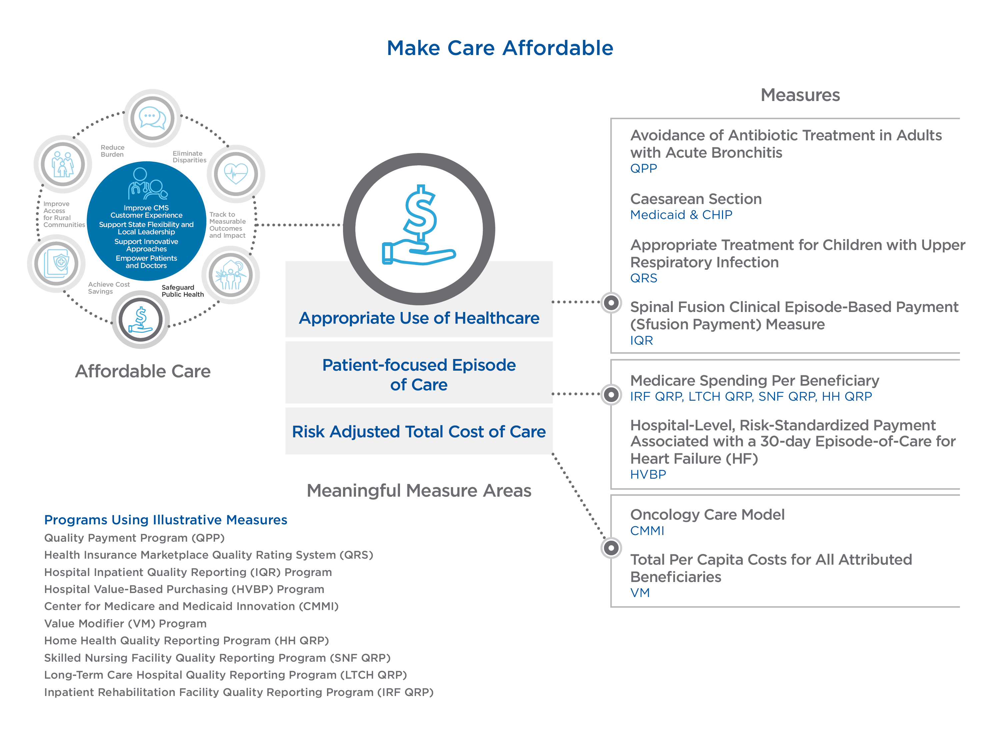 Make Care Affordable
Reduce
Burden
Eliminate
Disparities
Improve
Access
for Rural
Communities
Improve CMS
Customer Experience
Support State Flexibility and
Local Leadership
Support Innovative
Approaches
Empower Patients
and Doctors
Track to
Measurable
Outcomes
and Impact
Achieve Cost
Savings
Safeguard
Public Health
Affordable Care
$
Appropriate Use of Healthcare
Patient-focused Episode
of Care
Risk Adjusted Total Cost of Care
Meaningful Measure Areas
Measures
Avoidance of Antibiotic Treatment in Adults
with Acute Bronchitis
QPP
Caesarean Section
Medicaid & CHIP
Appropriate Treatment for Children with Upper
Respiratory Infection
QRS
Spinal Fusion Clinical Episode-Based Payment
(Sfusion Payment) Measure
IQR
Medicare Spending Per Beneficiary
IRF QRP, LTCH QRP, SNF QRP, HH QRP
Hospital-Level, Risk-Standardized Payment
Associated with a 30-day Episode-of-Care for
Heart Failure (HF)
HVBP
Oncology Care Model
CMMI
Total Per Capita Costs for All Attributed
Beneficiaries
VM
Programs Using Illustrative Measures
Quality Payment Program (QPP)
Health Insurance Marketplace Quality Rating System (QRS)
Hospital Inpatient Quality Reporting (IQR) Program
Hospital Value-Based Purchasing (HVBP) Program
Center for Medicare and Medicaid Innovation (CMMI)
Value Modifier (VM) Program
Home Health Quality Reporting Program (HH QRP)
Skilled Nursing Facility Quality Reporting Program (SNF QRP)
Long-Term Care Hospital Quality Reporting Program (LTCH QRP)
Inpatient Rehabilitation Facility Quality Reporting Program (IRF QRP)